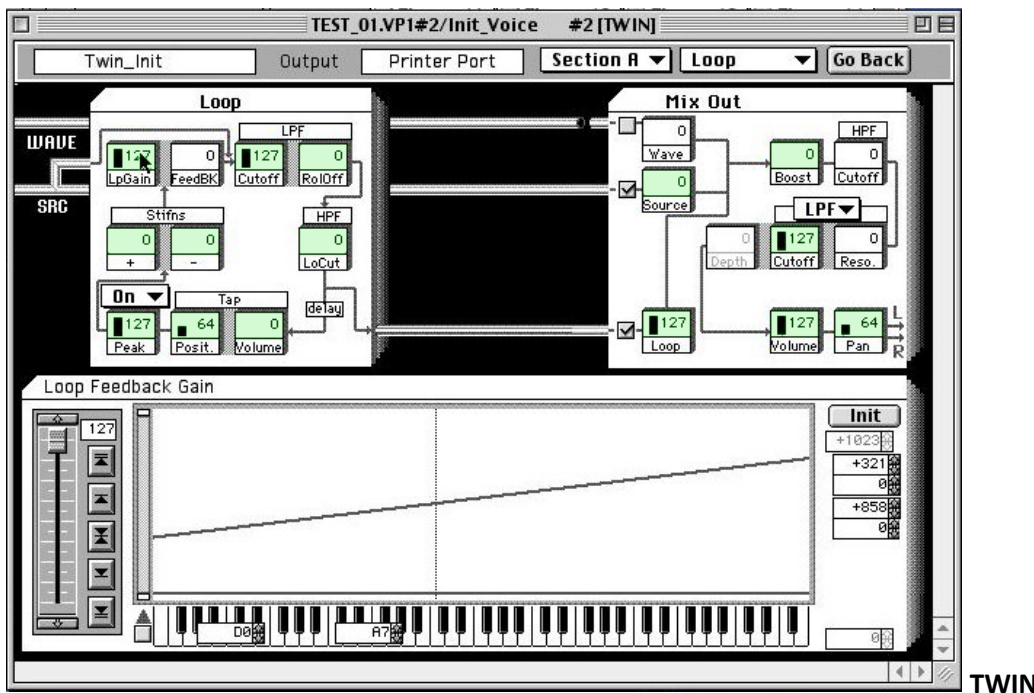 TEST_01.VP1#2/Init_Voice #2 [TWIN]
Twin_Init Output Printer Port Section A Loop Go Back
Loop
LPF
127 0 127 0
LpGain FeedBK Cutoff RolOff
Stifns
HPF
0 0 0
+ - LoCut
On
Tap
delay
127 64 0
Peak Posit. Volume
WAVE
SRC
Mix Out
0
Wave
0
Source
HPF
0 0
Boost Cutoff
LPF
0 127 0
Depth Cutoff Reso.
127 127 64
Loop Volume Pan
L
R
Loop Feedback Gain
127
Init
+1023
+321
0
+858
0
D0 A7
0
TWIN